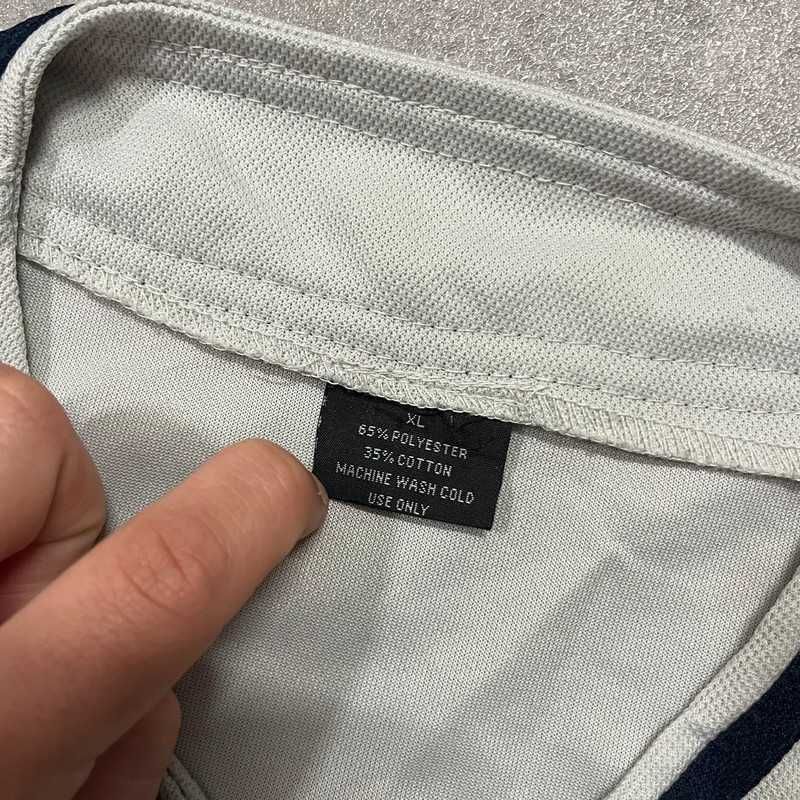 XL
65% POLYESTER
35% COTTON
MACHINE WASH COLD
USE ONLY